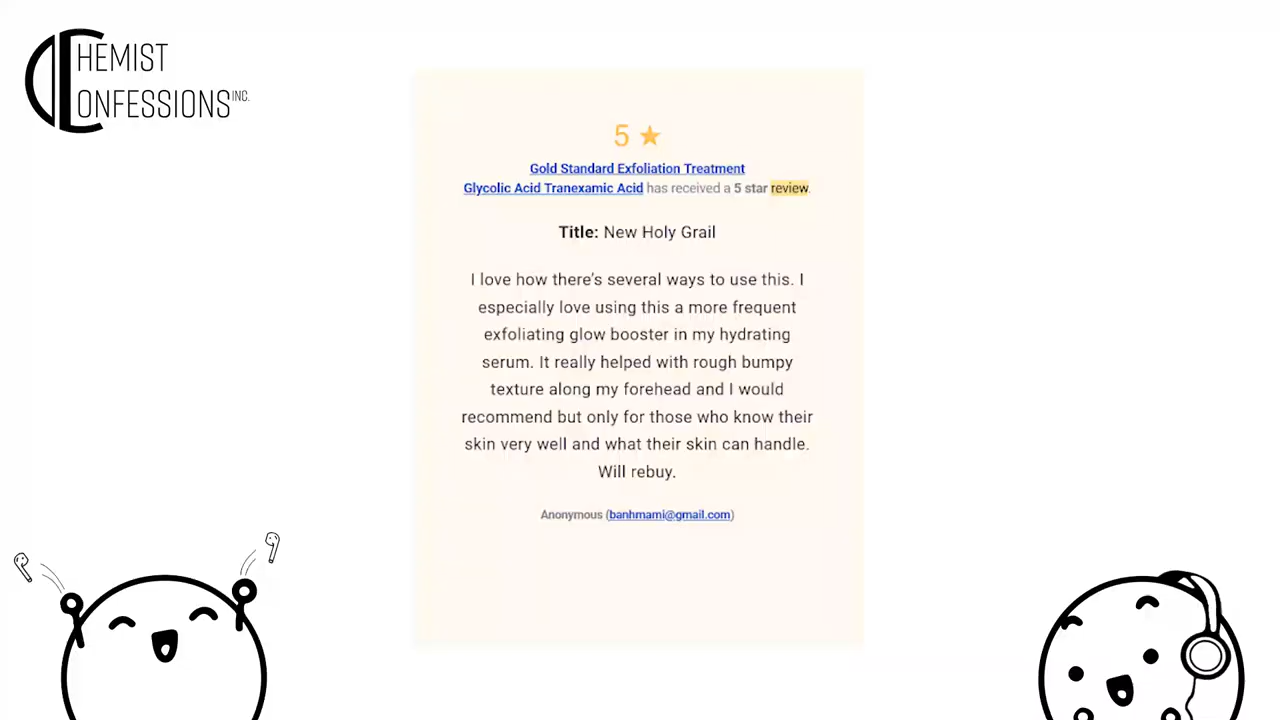 CHEMIST
CONFESSIONS INC.
5 ★
Gold Standard Exfoliation Treatment
Glycolic Acid Tranexamic Acid has received a 5 star review.
Title: New Holy Grail
I love how there's several ways to use this. I
especially love using this a more frequent
exfoliating glow booster in my hydrating
serum. It really helped with rough bumpy
texture along my forehead and I would
recommend but only for those who know their
skin very well and what their skin can handle.
Will rebuy.
Anonymous (banhmami@gmail.com)